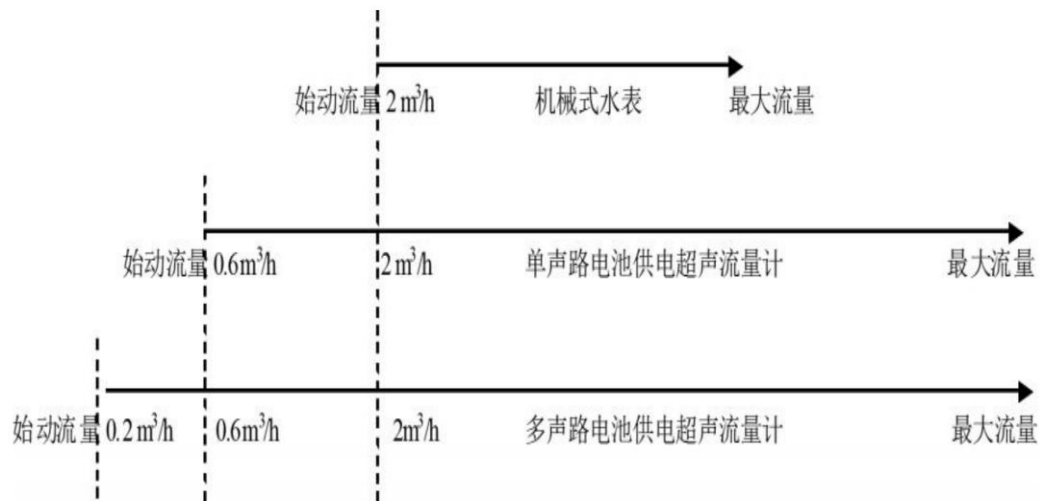 始动流量 2 m³/h 机械式水表 最大流量
始动流量 0.6m³/h 2 m³/h 单声路电池供电超声流量计 最大流量
始动流量 0.2 m³/h 0.6m³/h 2m³/h 多声路电池供电超声流量计 最大流量